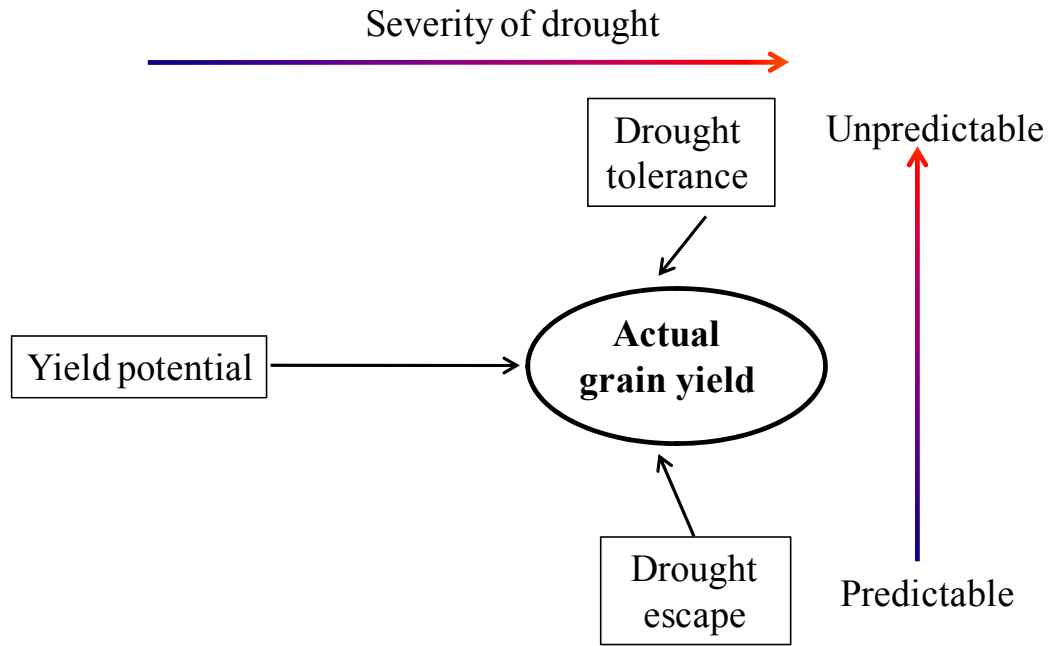 Severity of drought
Drought
tolerance
Unpredictable
Yield potential
Actual
grain yield
Drought
escape
Predictable